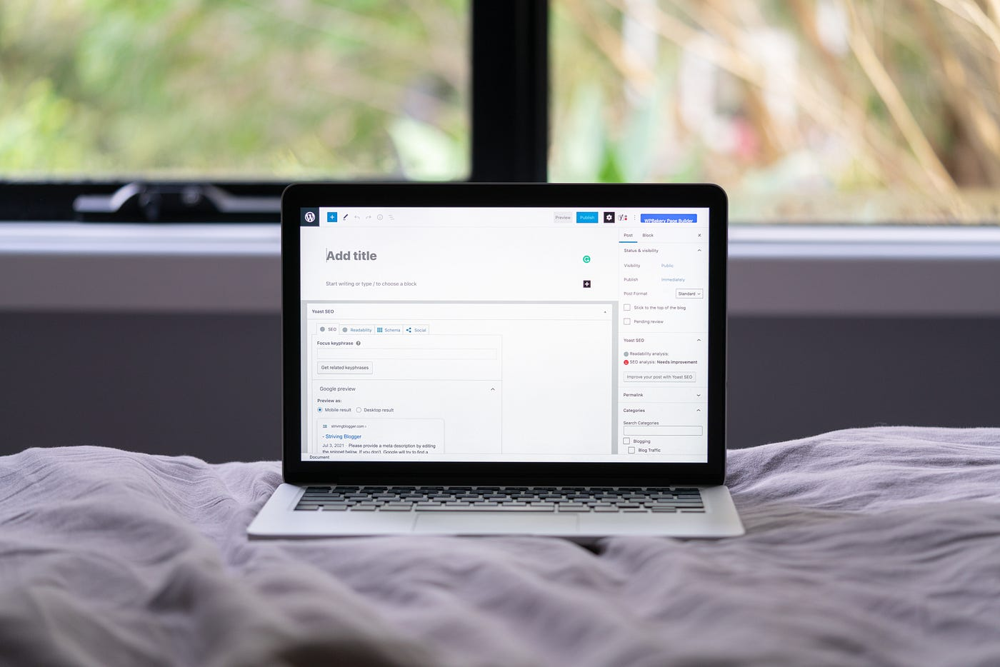 Preview
Publish
WPBakery Page Builder
Add title
Start writing or type / to choose a block
Yoast SEO
SEO
Readability
Schema
Social
Focus keyphrase
Get related keyphrases
Google preview
Preview as:
Mobile result
Desktop result
strivingblogger.com ›
- Striving Blogger
Jul 3, 2021 · Please provide a meta description by editing
the snippet below. If you don't, Google will try to find a
Document
Post
Block
Status & visibility
Visibility
Public
Publish
Immediately
Post Format
Standard
Stick to the top of the blog
Pending review
Yoast SEO
Readability analysis:
SEO analysis: Needs improvement
Improve your post with Yoast SEO
Permalink
Categories
Search Categories
Blogging
Blog Traffic